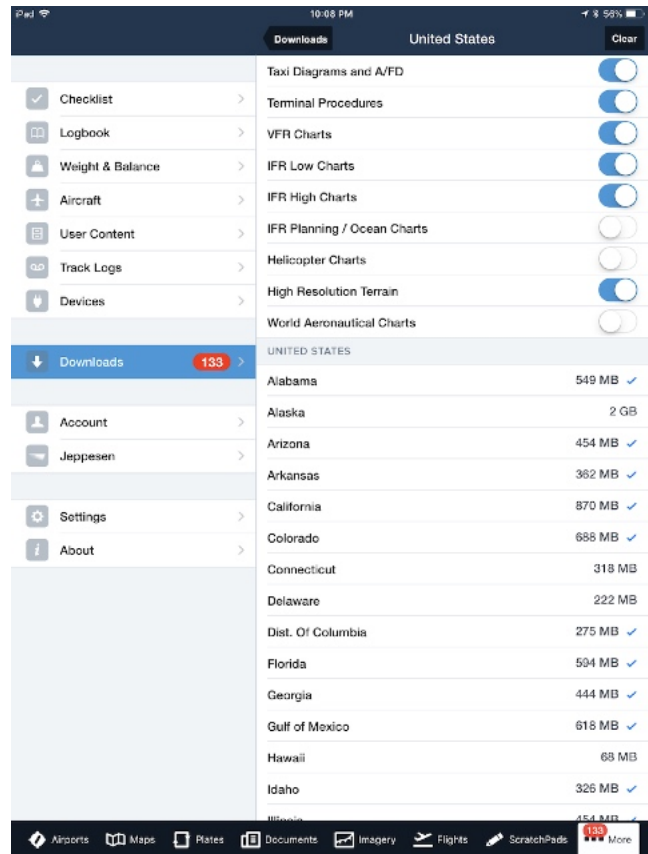 iPad 10:08 PM 56%
Downloads United States Clear
Checklist
Logbook
Weight & Balance
Aircraft
User Content
Track Logs
Devices
Downloads 133
Account
Jeppesen
Settings
About
Taxi Diagrams and A/FD
Terminal Procedures
VFR Charts
IFR Low Charts
IFR High Charts
IFR Planning / Ocean Charts
Helicopter Charts
High Resolution Terrain
World Aeronautical Charts
UNITED STATES
Alabama 549 MB
Alaska 2 GB
Arizona 454 MB
Arkansas 362 MB
California 870 MB
Colorado 688 MB
Connecticut 318 MB
Delaware 222 MB
Dist. Of Columbia 275 MB
Florida 594 MB
Georgia 444 MB
Gulf of Mexico 618 MB
Hawaii 68 MB
Idaho 326 MB
Illinois 454 MB
Airports Maps Plates Documents Imagery Flights ScratchPads 133 More